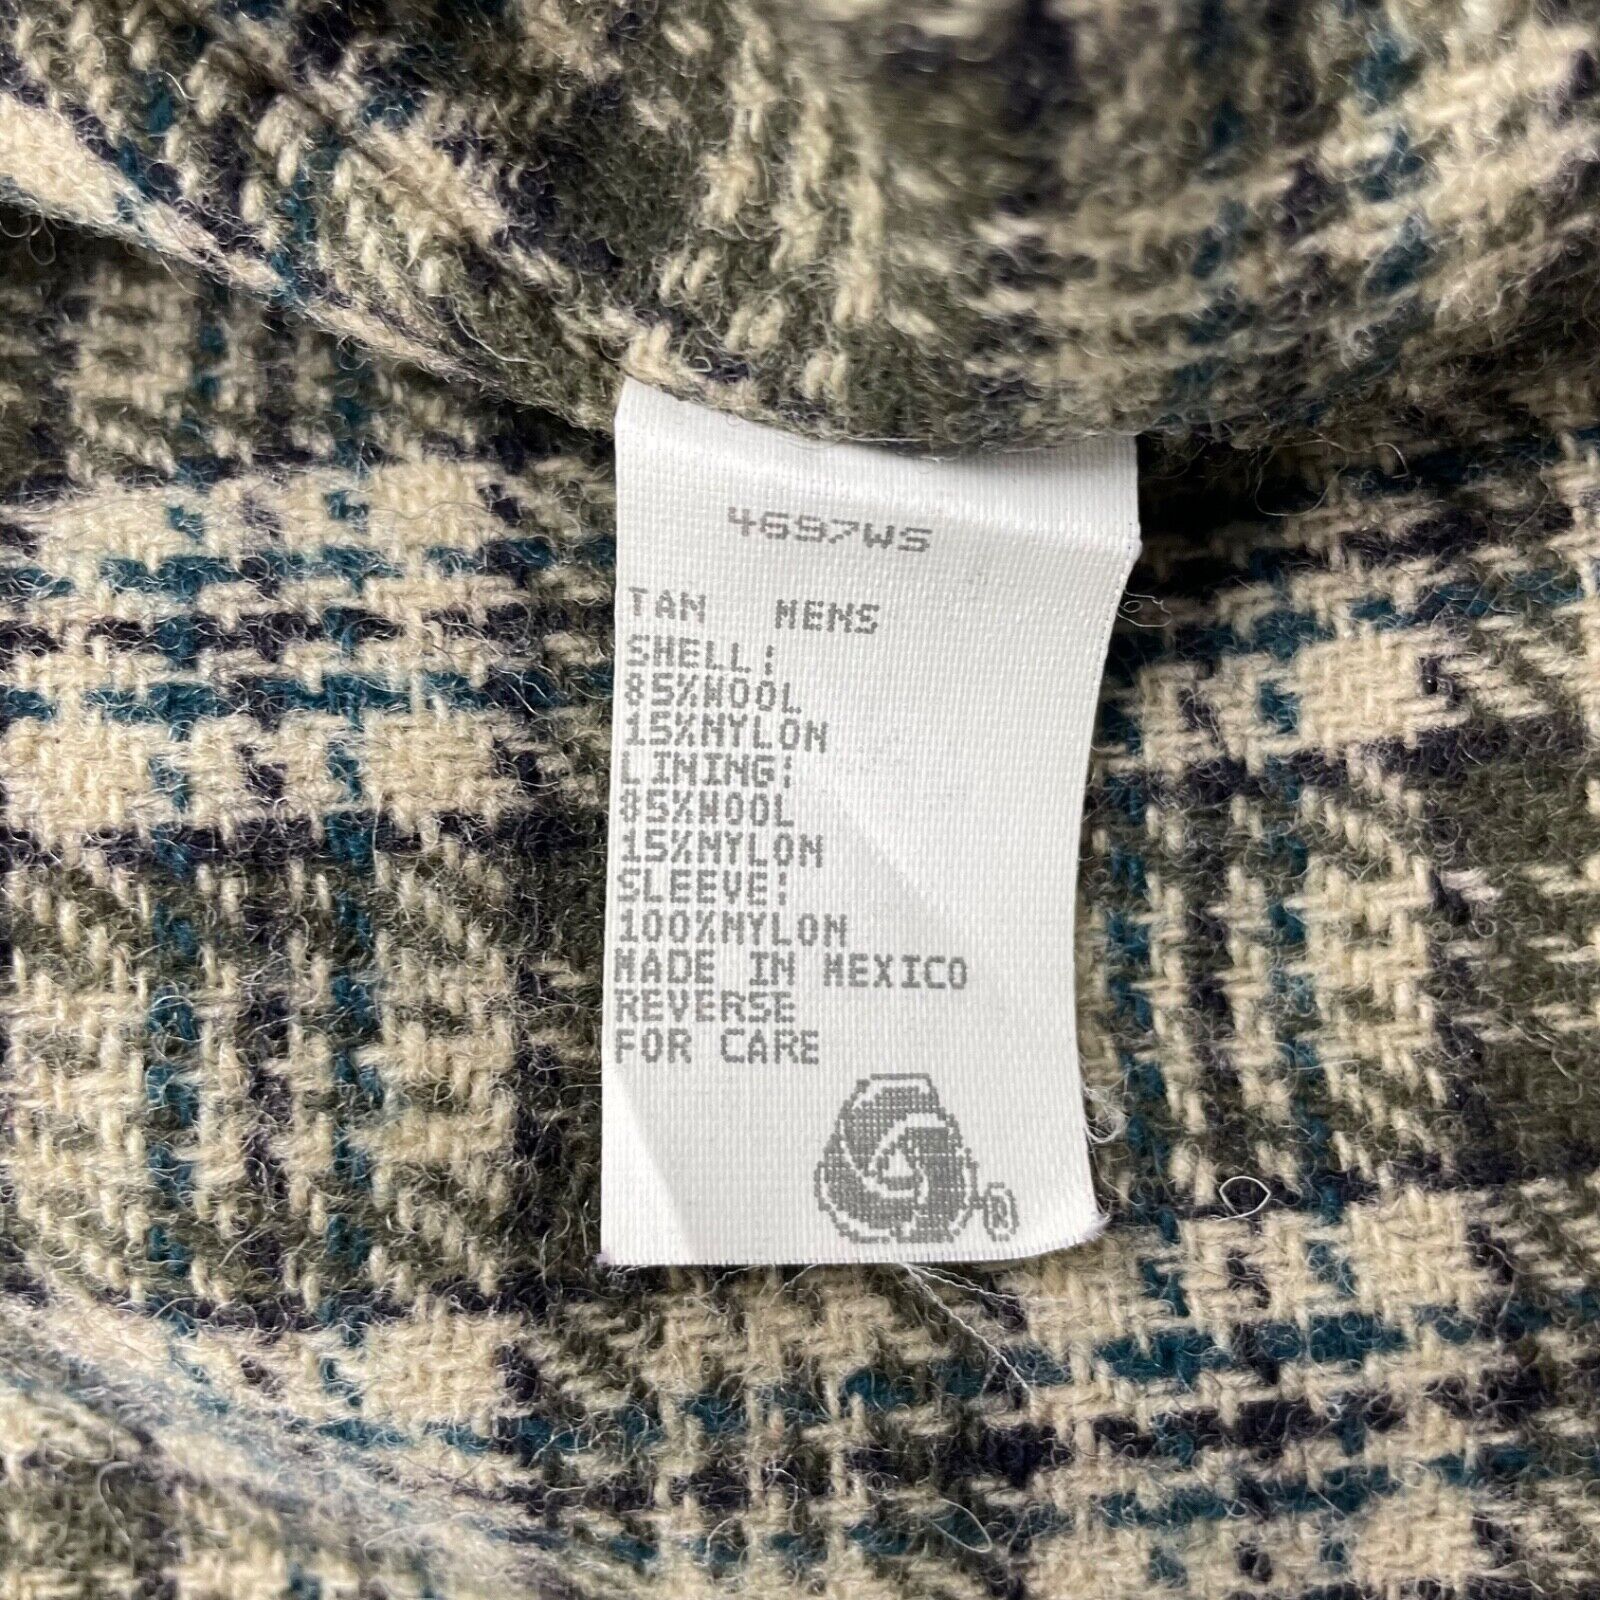 4697WS
TAN MENS
SHELL:
85%WOOL
15%NYLON
LINING:
85%WOOL
15%NYLON
SLEEVE:
100%NYLON
MADE IN MEXICO
REVERSE
FOR CARE
®